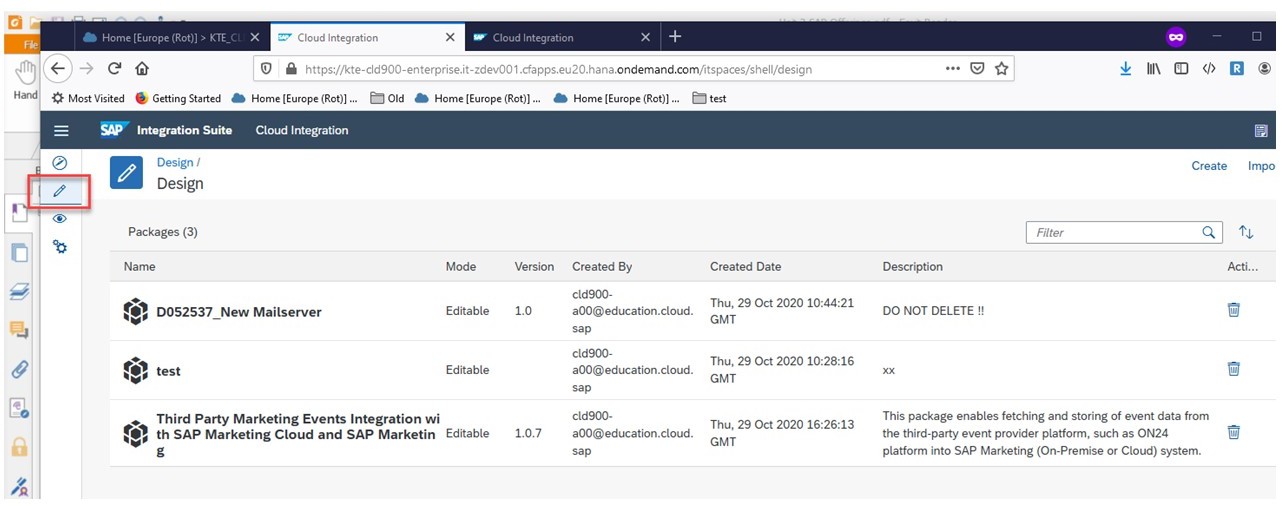 Home [Europe (Rot)] > KTE_CL
Cloud Integration
Cloud Integration
File
Hand
https://kte-cld900-enterprise.it-zdev001.cfapps.eu20.hana.ondemand.com/itspaces/shell/design
Most Visited Getting Started Home [Europe (Rot)] ... Old Home [Europe (Rot)] ... Home [Europe (Rot)] ... test
SAP Integration Suite Cloud Integration
Design /
Design
Create Impo
Packages (3)
Filter
Name Mode Version Created By Created Date Description Acti...
cld900-
D052537_New Mailserver Editable 1.0 a00@education.cloud. Thu, 29 Oct 2020 10:44:21 DO NOT DELETE !!
sap GMT
cld900-
test Editable a00@education.cloud. Thu, 29 Oct 2020 10:28:16 xx
sap GMT
Third Party Marketing Events Integration wi cld900- This package enables fetching and storing of event data from
th SAP Marketing Cloud and SAP Marketin Editable 1.0.7 a00@education.cloud. Thu, 29 Oct 2020 16:26:13 the third-party event provider platform, such as ON24
g sap GMT platform into SAP Marketing (On-Premise or Cloud) system.